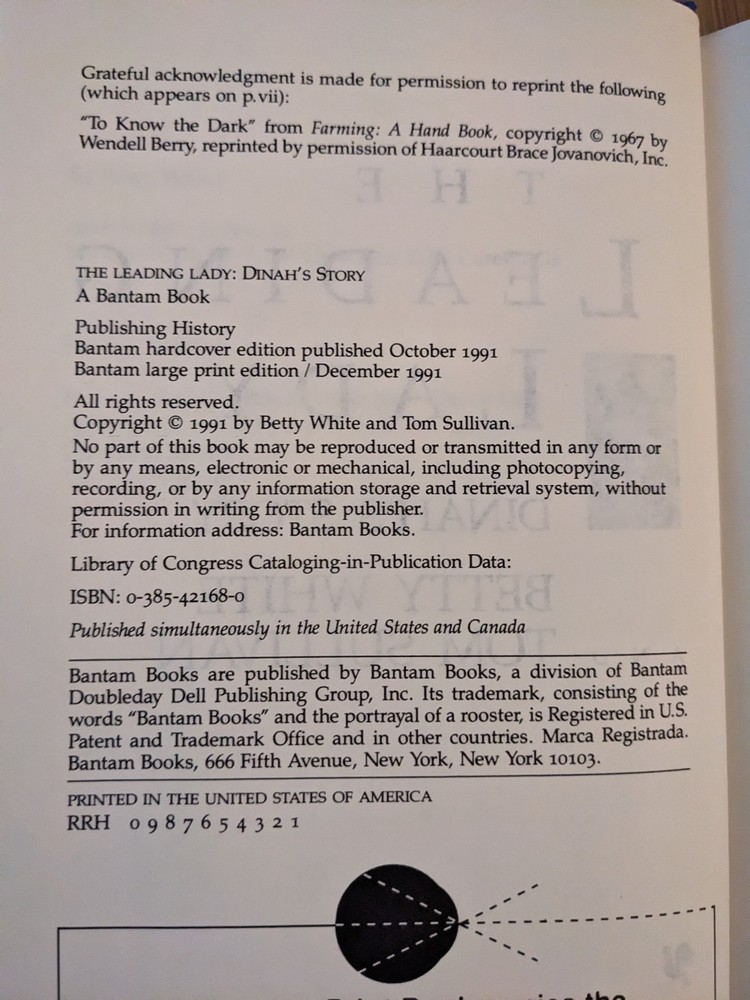 Grateful acknowledgment is made for permission to reprint the following
(which appears on p.vii):
"To Know the Dark" from Farming: A Hand Book, copyright © 1967 by
Wendell Berry, reprinted by permission of Haarcourt Brace Jovanovich, Inc.
THE LEADING LADY: DINAH'S STORY
A Bantam Book
Publishing History
Bantam hardcover edition published October 1991
Bantam large print edition / December 1991
All rights reserved.
Copyright © 1991 by Betty White and Tom Sullivan.
No part of this book may be reproduced or transmitted in any form or
by any means, electronic or mechanical, including photocopying,
recording, or by any information storage and retrieval system, without
permission in writing from the publisher.
For information address: Bantam Books.
Library of Congress Cataloging-in-Publication Data:
ISBN: 0-385-42168-0
Published simultaneously in the United States and Canada
Bantam Books are published by Bantam Books, a division of Bantam
Doubleday Dell Publishing Group, Inc. Its trademark, consisting of the
words "Bantam Books" and the portrayal of a rooster, is Registered in U.S.
Patent and Trademark Office and in other countries. Marca Registrada.
Bantam Books, 666 Fifth Avenue, New York, New York 10103.
PRINTED IN THE UNITED STATES OF AMERICA
RRH 0 9 8 7 6 5 4 3 2 1